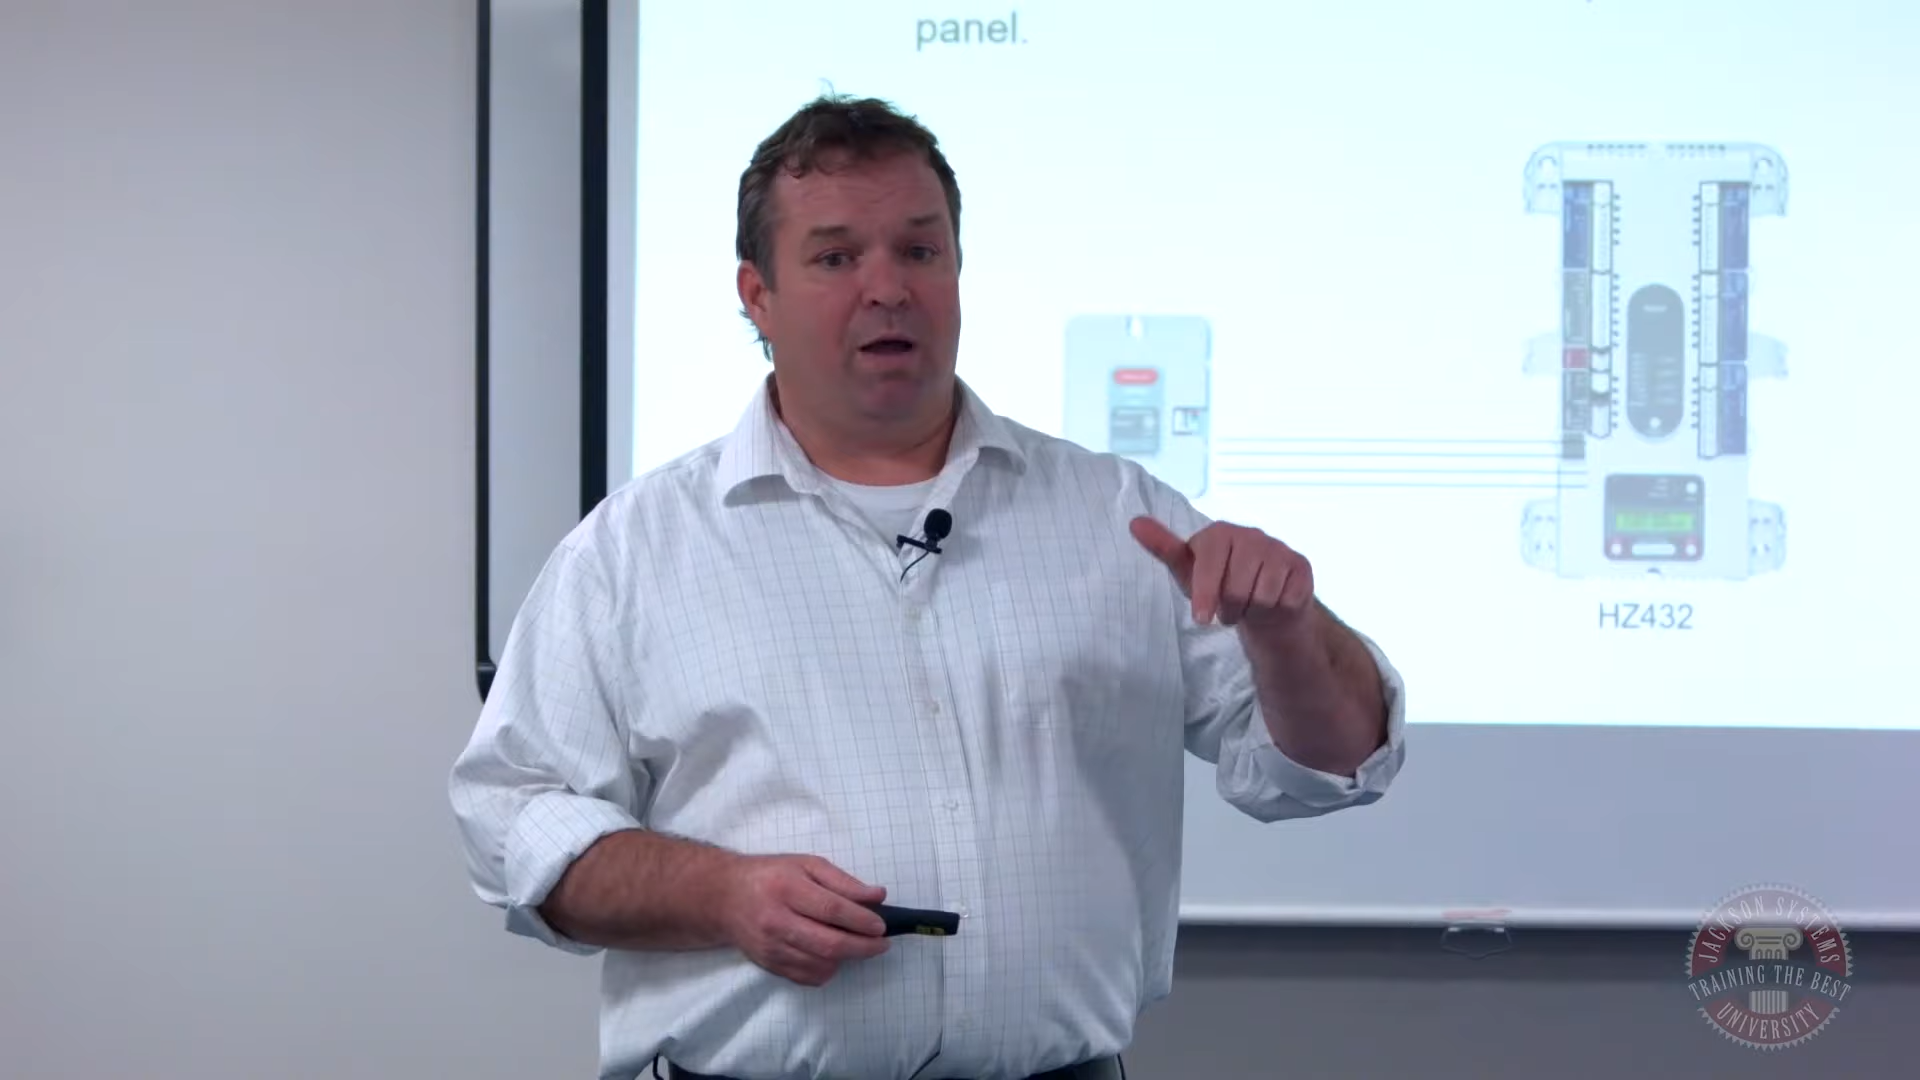 panel.
HZ432
JACKSON SYSTEMS
TRAINING THE BEST
UNIVERSITY